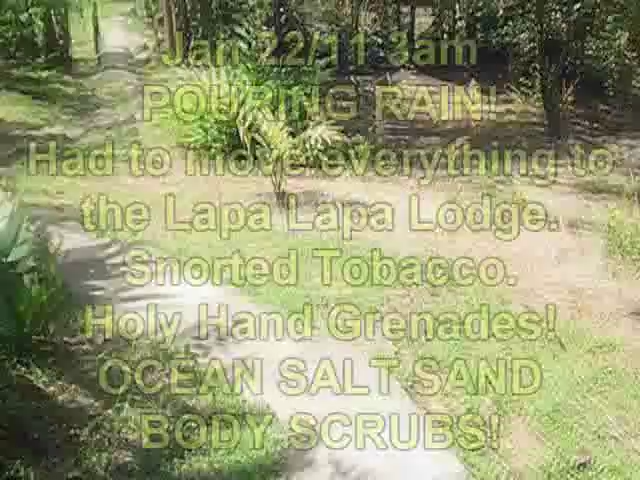 Jan 22/11 3am
POURING RAIN!
Had to move everything to
the Lapa Lapa Lodge.
Snorted Tobacco.
Holy Hand Grenades!
OCEAN SALT SAND
BODY SCRUBS!